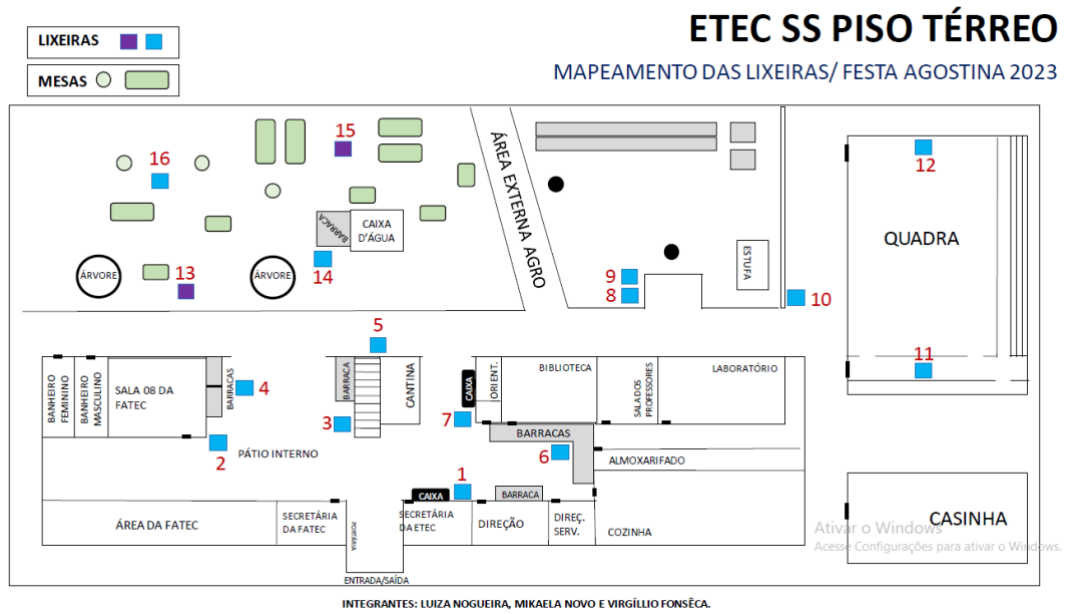 ETEC SS PISO TÉRREO
MAPEAMENTO DAS LIXEIRAS/ FESTA AGOSTINA 2023
LIXEIRAS
MESAS
15
16
12
ÁREA EXTERNA AGRO
BARRACA
CAIXA
D'ÁGUA
QUADRA
ESTUFA
ÁRVORE
13
ÁRVORE
14
9
8
10
5
11
BANHEIRO
FEMININO
BANHEIRO
MASCULINO
SALA 08 DA
FATEC
BARRACAS
4
BARRACA
CANTINA
CAIXA
ORIENT.
BIBLIOTECA
SALA DOS
PROFESSORES
LABORATÓRIO
3
7
2
PÁTIO INTERNO
BARRACAS
6
ALMOXARIFADO
1
CAIXA
BARRACA
ÁREA DA FATEC
SECRETÁRIA
DA FATEC
PORTARIA
SECRETÁRIA
DA ETEC
DIREÇÃO
DIREÇ.
SERV.
COZINHA
CASINHA
Ativar o Windows
Acesse Configurações para ativar o Windows.
ENTRADA/SAÍDA
INTEGRANTES: LUIZA NOGUEIRA, MIKAELA NOVO E VIRGÍLLIO FONSÊCA.